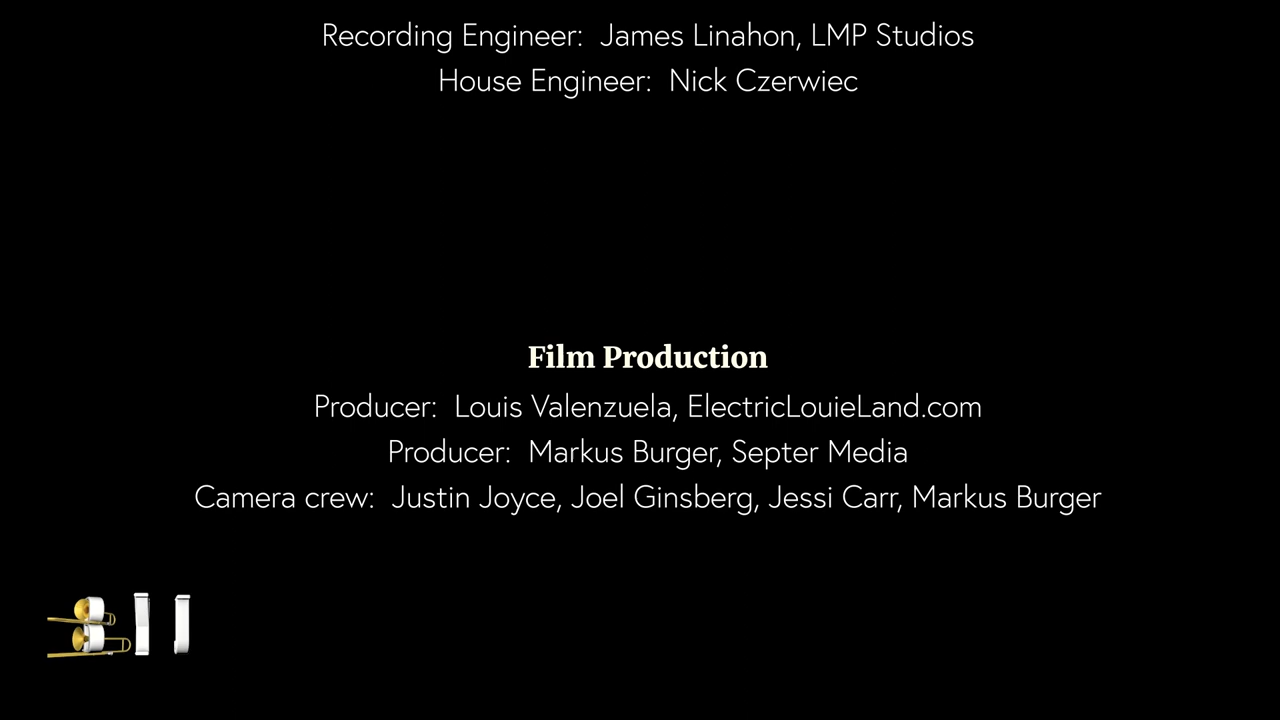 Recording Engineer: James Linahon, LMP Studios
House Engineer: Nick Czerwiec
Film Production
Producer: Louis Valenzuela, ElectricLouieLand.com
Producer: Markus Burger, Septer Media
Camera crew: Justin Joyce, Joel Ginsberg, Jessi Carr, Markus Burger